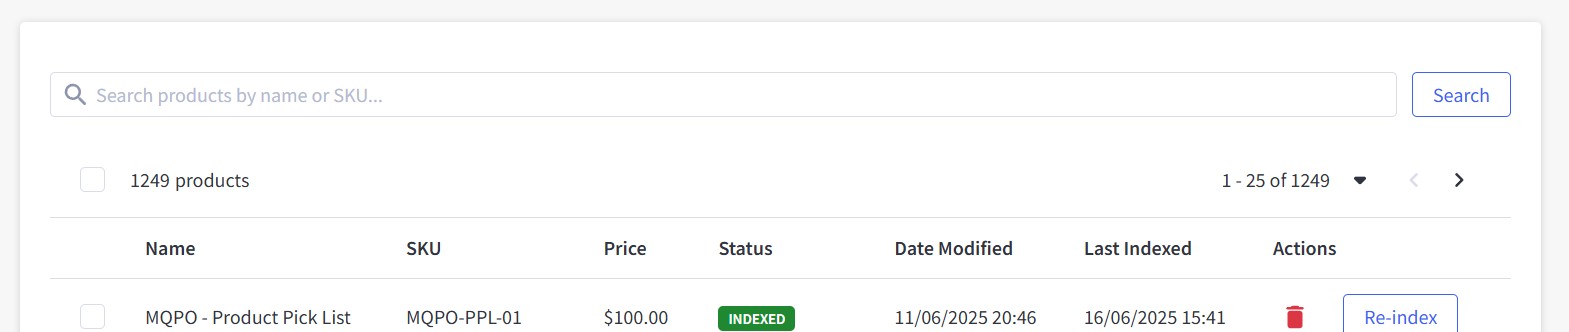 Search products by name or SKU...
Search
1249 products
1 - 25 of 1249
Name SKU Price Status Date Modified Last Indexed Actions
MQPO - Product Pick List MQPO-PPL-01 $100.00 INDEXED 11/06/2025 20:46 16/06/2025 15:41 Re-index